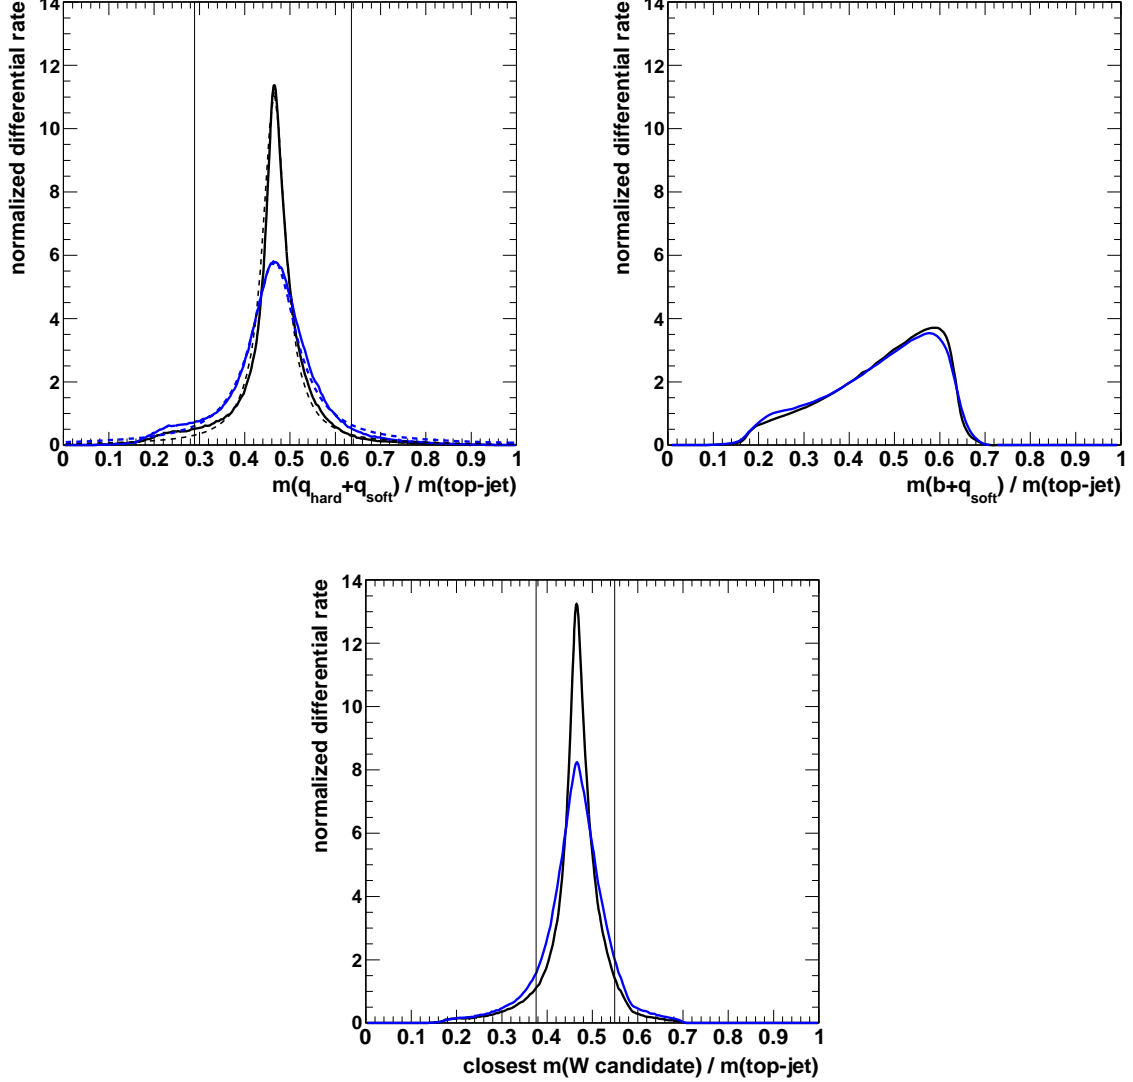 normalized differential rate
14
12
10
8
6
4
2
0
0 0.1 0.2 0.3 0.4 0.5 0.6 0.7 0.8 0.9 1
m(q_hard+q_soft) / m(top-jet)
normalized differential rate
14
12
10
8
6
4
2
0
0 0.1 0.2 0.3 0.4 0.5 0.6 0.7 0.8 0.9 1
m(b+q_soft) / m(top-jet)
normalized differential rate
14
12
10
8
6
4
2
0
0 0.1 0.2 0.3 0.4 0.5 0.6 0.7 0.8 0.9 1
closest m(W candidate) / m(top-jet)